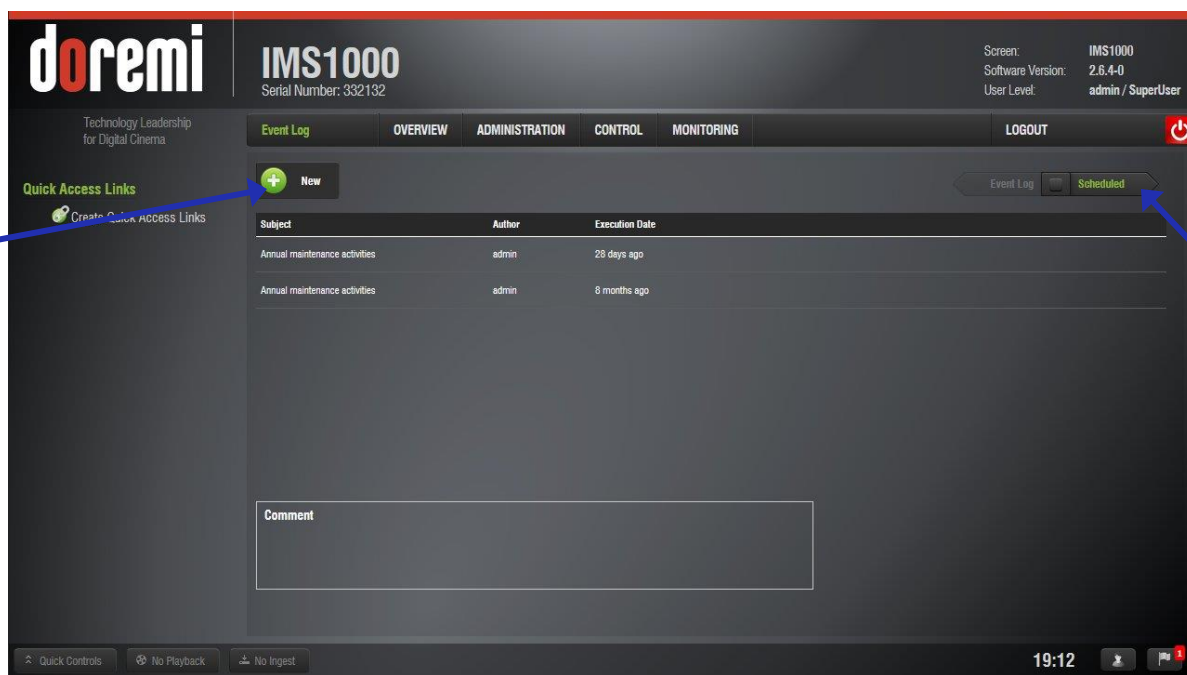 doremi
Technology Leadership
for Digital Cinema
IMS1000
Serial Number: 332132
Screen: IMS1000
Software Version: 2.6.4-0
User Level: admin / SuperUser
Event Log OVERVIEW ADMINISTRATION CONTROL MONITORING LOGOUT
Quick Access Links
Create Quick Access Links
New
Event Log Scheduled
Subject Author Execution Date
Annual maintenance activities admin 28 days ago
Annual maintenance activities admin 8 months ago
Comment
Quick Controls No Playback No Ingest 19:12 1